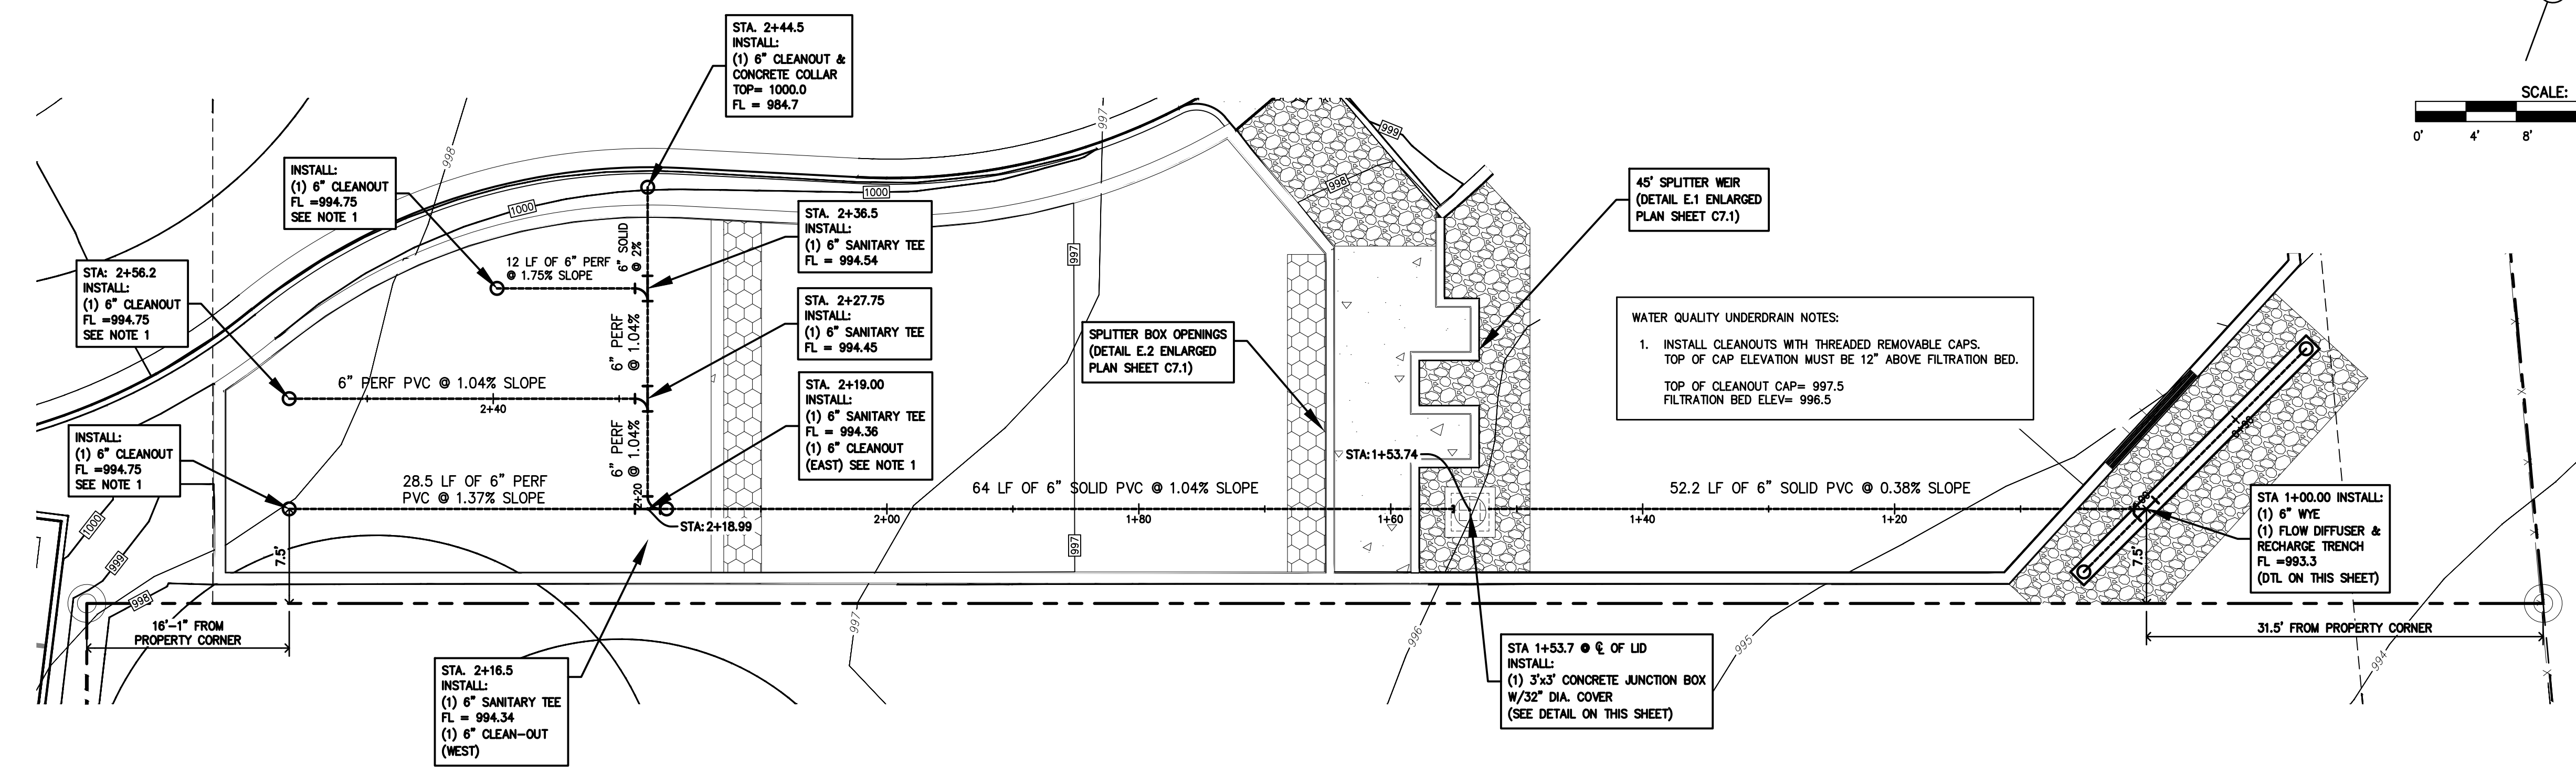 STA. 2+44.5
INSTALL:
(1) 6" CLEANOUT &
CONCRETE COLLAR
TOP= 1000.0
FL = 984.7
SCALE:
0' 4' 8'
INSTALL:
(1) 6" CLEANOUT
FL =994.75
SEE NOTE 1
998
997
999
998
1000
1000
45' SPLITTER WEIR
(DETAIL E.1 ENLARGED
PLAN SHEET C7.1)
STA. 2+36.5
INSTALL:
(1) 6" SANITARY TEE
FL = 994.54
6" SOLID
@ 2%
12 LF OF 6" PERF
@ 1.75% SLOPE
997
STA: 2+56.2
INSTALL:
(1) 6" CLEANOUT
FL =994.75
SEE NOTE 1
STA. 2+27.75
INSTALL:
(1) 6" SANITARY TEE
FL = 994.45
6" PERF
@ 1.04%
SPLITTER BOX OPENINGS
(DETAIL E.2 ENLARGED
PLAN SHEET C7.1)
WATER QUALITY UNDERDRAIN NOTES:
1. INSTALL CLEANOUTS WITH THREADED REMOVABLE CAPS.
TOP OF CAP ELEVATION MUST BE 12" ABOVE FILTRATION BED.
TOP OF CLEANOUT CAP= 997.5
FILTRATION BED ELEV= 996.5
6" PERF PVC @ 1.04% SLOPE
2+40
STA. 2+19.00
INSTALL:
(1) 6" SANITARY TEE
FL = 994.36
(1) 6" CLEANOUT
(EAST) SEE NOTE 1
6" PERF
@ 1.04%
INSTALL:
(1) 6" CLEANOUT
FL =994.75
SEE NOTE 1
STA:1+53.74
28.5 LF OF 6" PERF
PVC @ 1.37% SLOPE
2+20
64 LF OF 6" SOLID PVC @ 1.04% SLOPE
52.2 LF OF 6" SOLID PVC @ 0.38% SLOPE
STA:2+18.99
2+00
1+80
1+60
1+40
1+20
STA 1+00.00 INSTALL:
(1) 6" WYE
(1) FLOW DIFFUSER &
RECHARGE TRENCH
FL =993.3
(DTL ON THIS SHEET)
1000
999
998
7.5'
997
7.5'
16'-1" FROM
PROPERTY CORNER
997
996
995
994
31.5' FROM PROPERTY CORNER
STA. 2+16.5
INSTALL:
(1) 6" SANITARY TEE
FL = 994.34
(1) 6" CLEAN-OUT
(WEST)
STA 1+53.7 @ ℄ OF LID
INSTALL:
(1) 3'x3' CONCRETE JUNCTION BOX
W/32" DIA. COVER
(SEE DETAIL ON THIS SHEET)